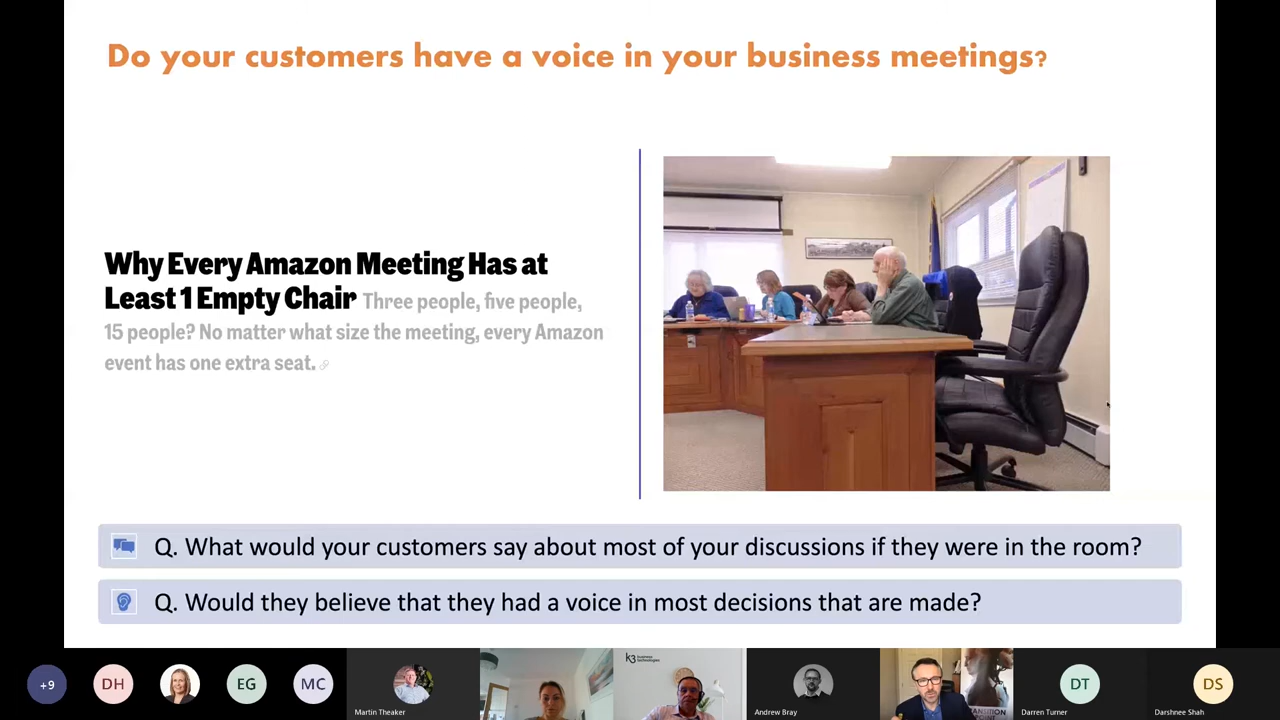 Do your customers have a voice in your business meetings?
Why Every Amazon Meeting Has at
Least 1 Empty Chair Three people, five people,
15 people? No matter what size the meeting, every Amazon
event has one extra seat.
Q. What would your customers say about most of your discussions if they were in the room?
Q. Would they believe that they had a voice in most decisions that are made?
+9
DH
EG
MC
Martin Theaker
k3 business
technologies
Andrew Bray
DT
Darren Turner
DS
Darshnee Shah